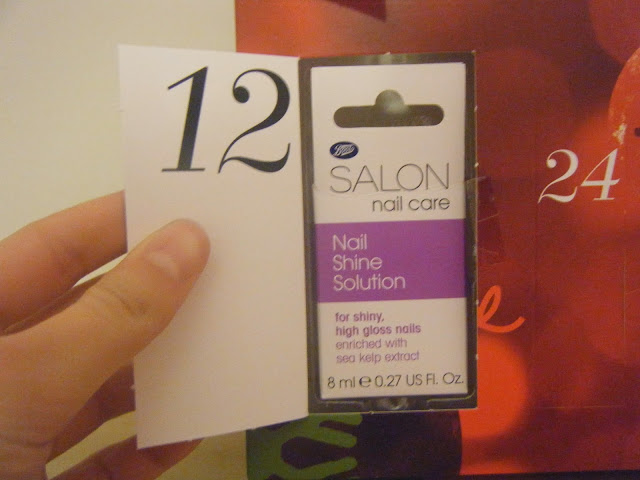 12
Boots
SALON
nail care
Nail
Shine
Solution
for shiny,
high gloss nails
enriched with
sea kelp extract
8 ml ℮ 0.27 US Fl. Oz.
24
e